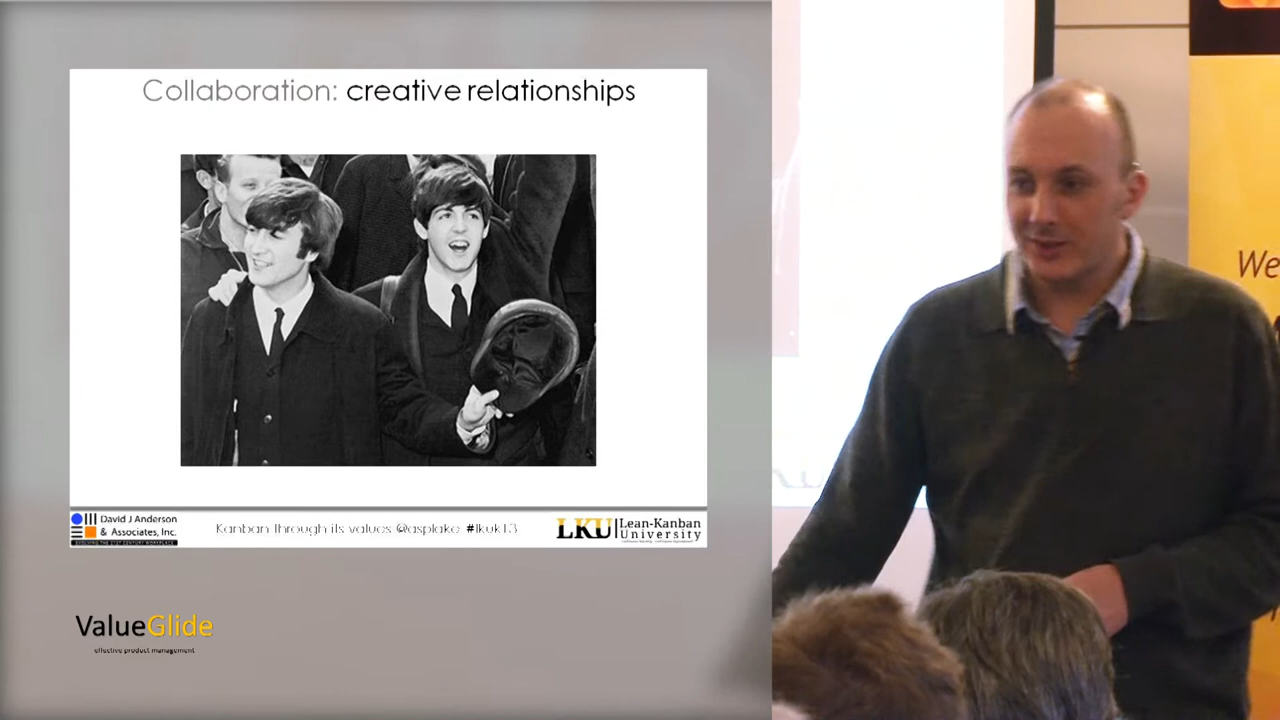 Collaboration: creative relationships
David J Anderson
& Associates, Inc.
Kanban through its values @asplake #lkuk13
LKU Lean-Kanban
University
ValueGlide
effective product management
We